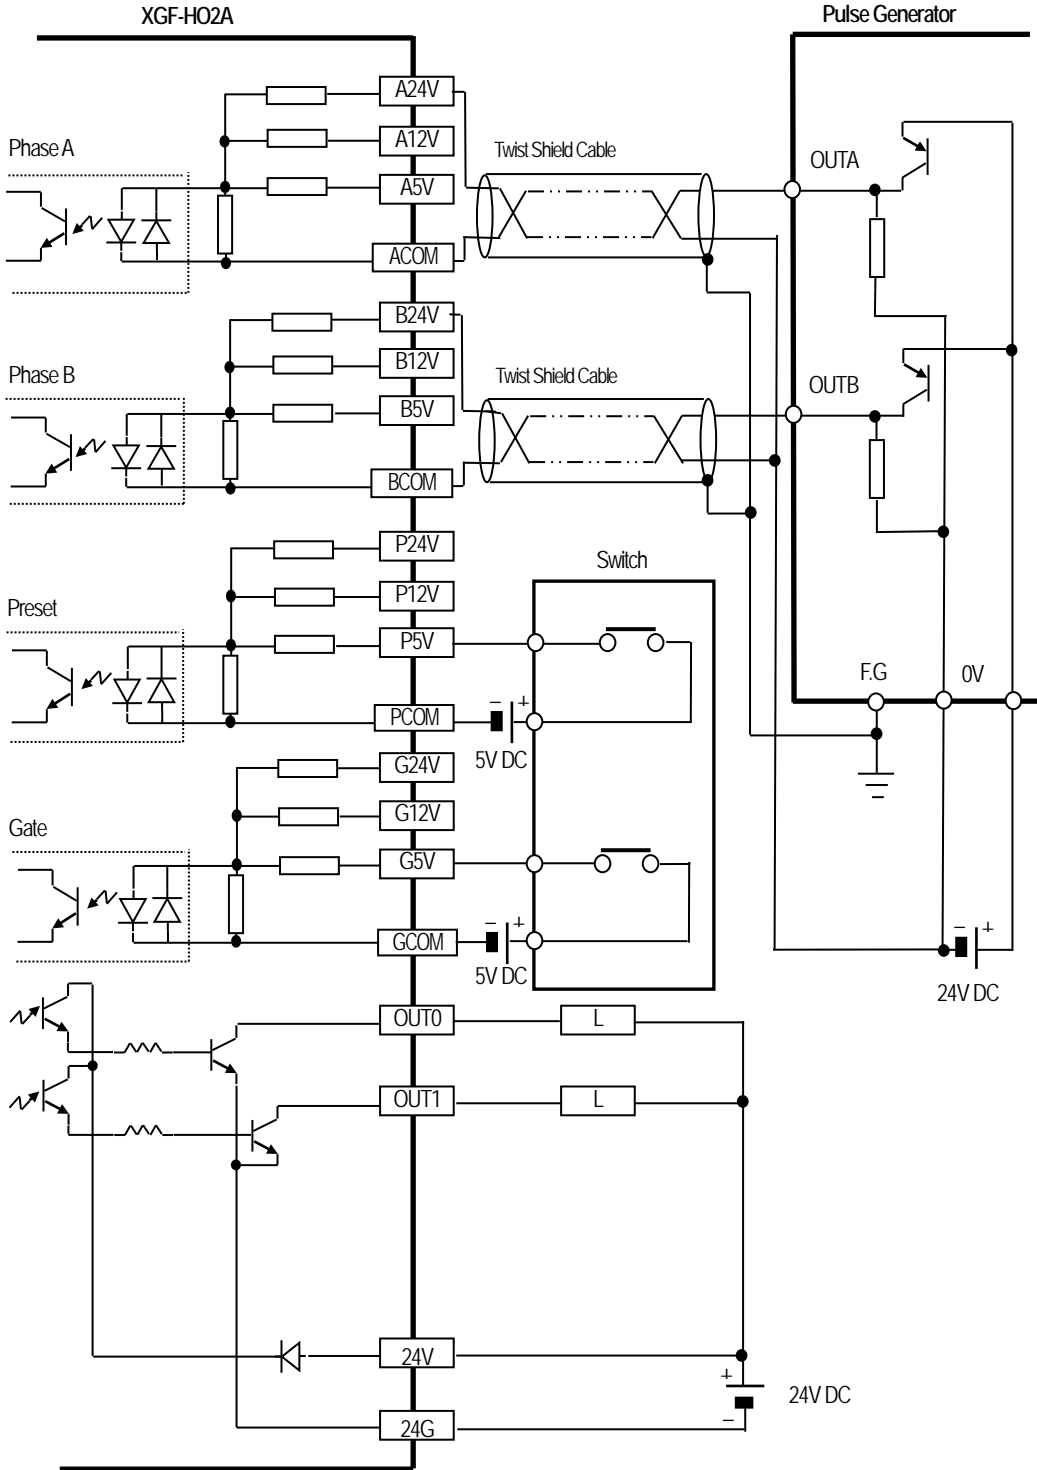 XGF-HO2A
Pulse Generator
A24V
A12V
Phase A
Twist Shield Cable
OUTA
A5V
ACOM
B24V
B12V
Phase B
Twist Shield Cable
OUTB
B5V
BCOM
P24V
Switch
P12V
Preset
P5V
F.G
0V
PCOM
− +
5V DC
G24V
G12V
Gate
G5V
GCOM
− +
5V DC
− +
24V DC
OUT0
L
OUT1
L
24V
+
24V DC
−
24G